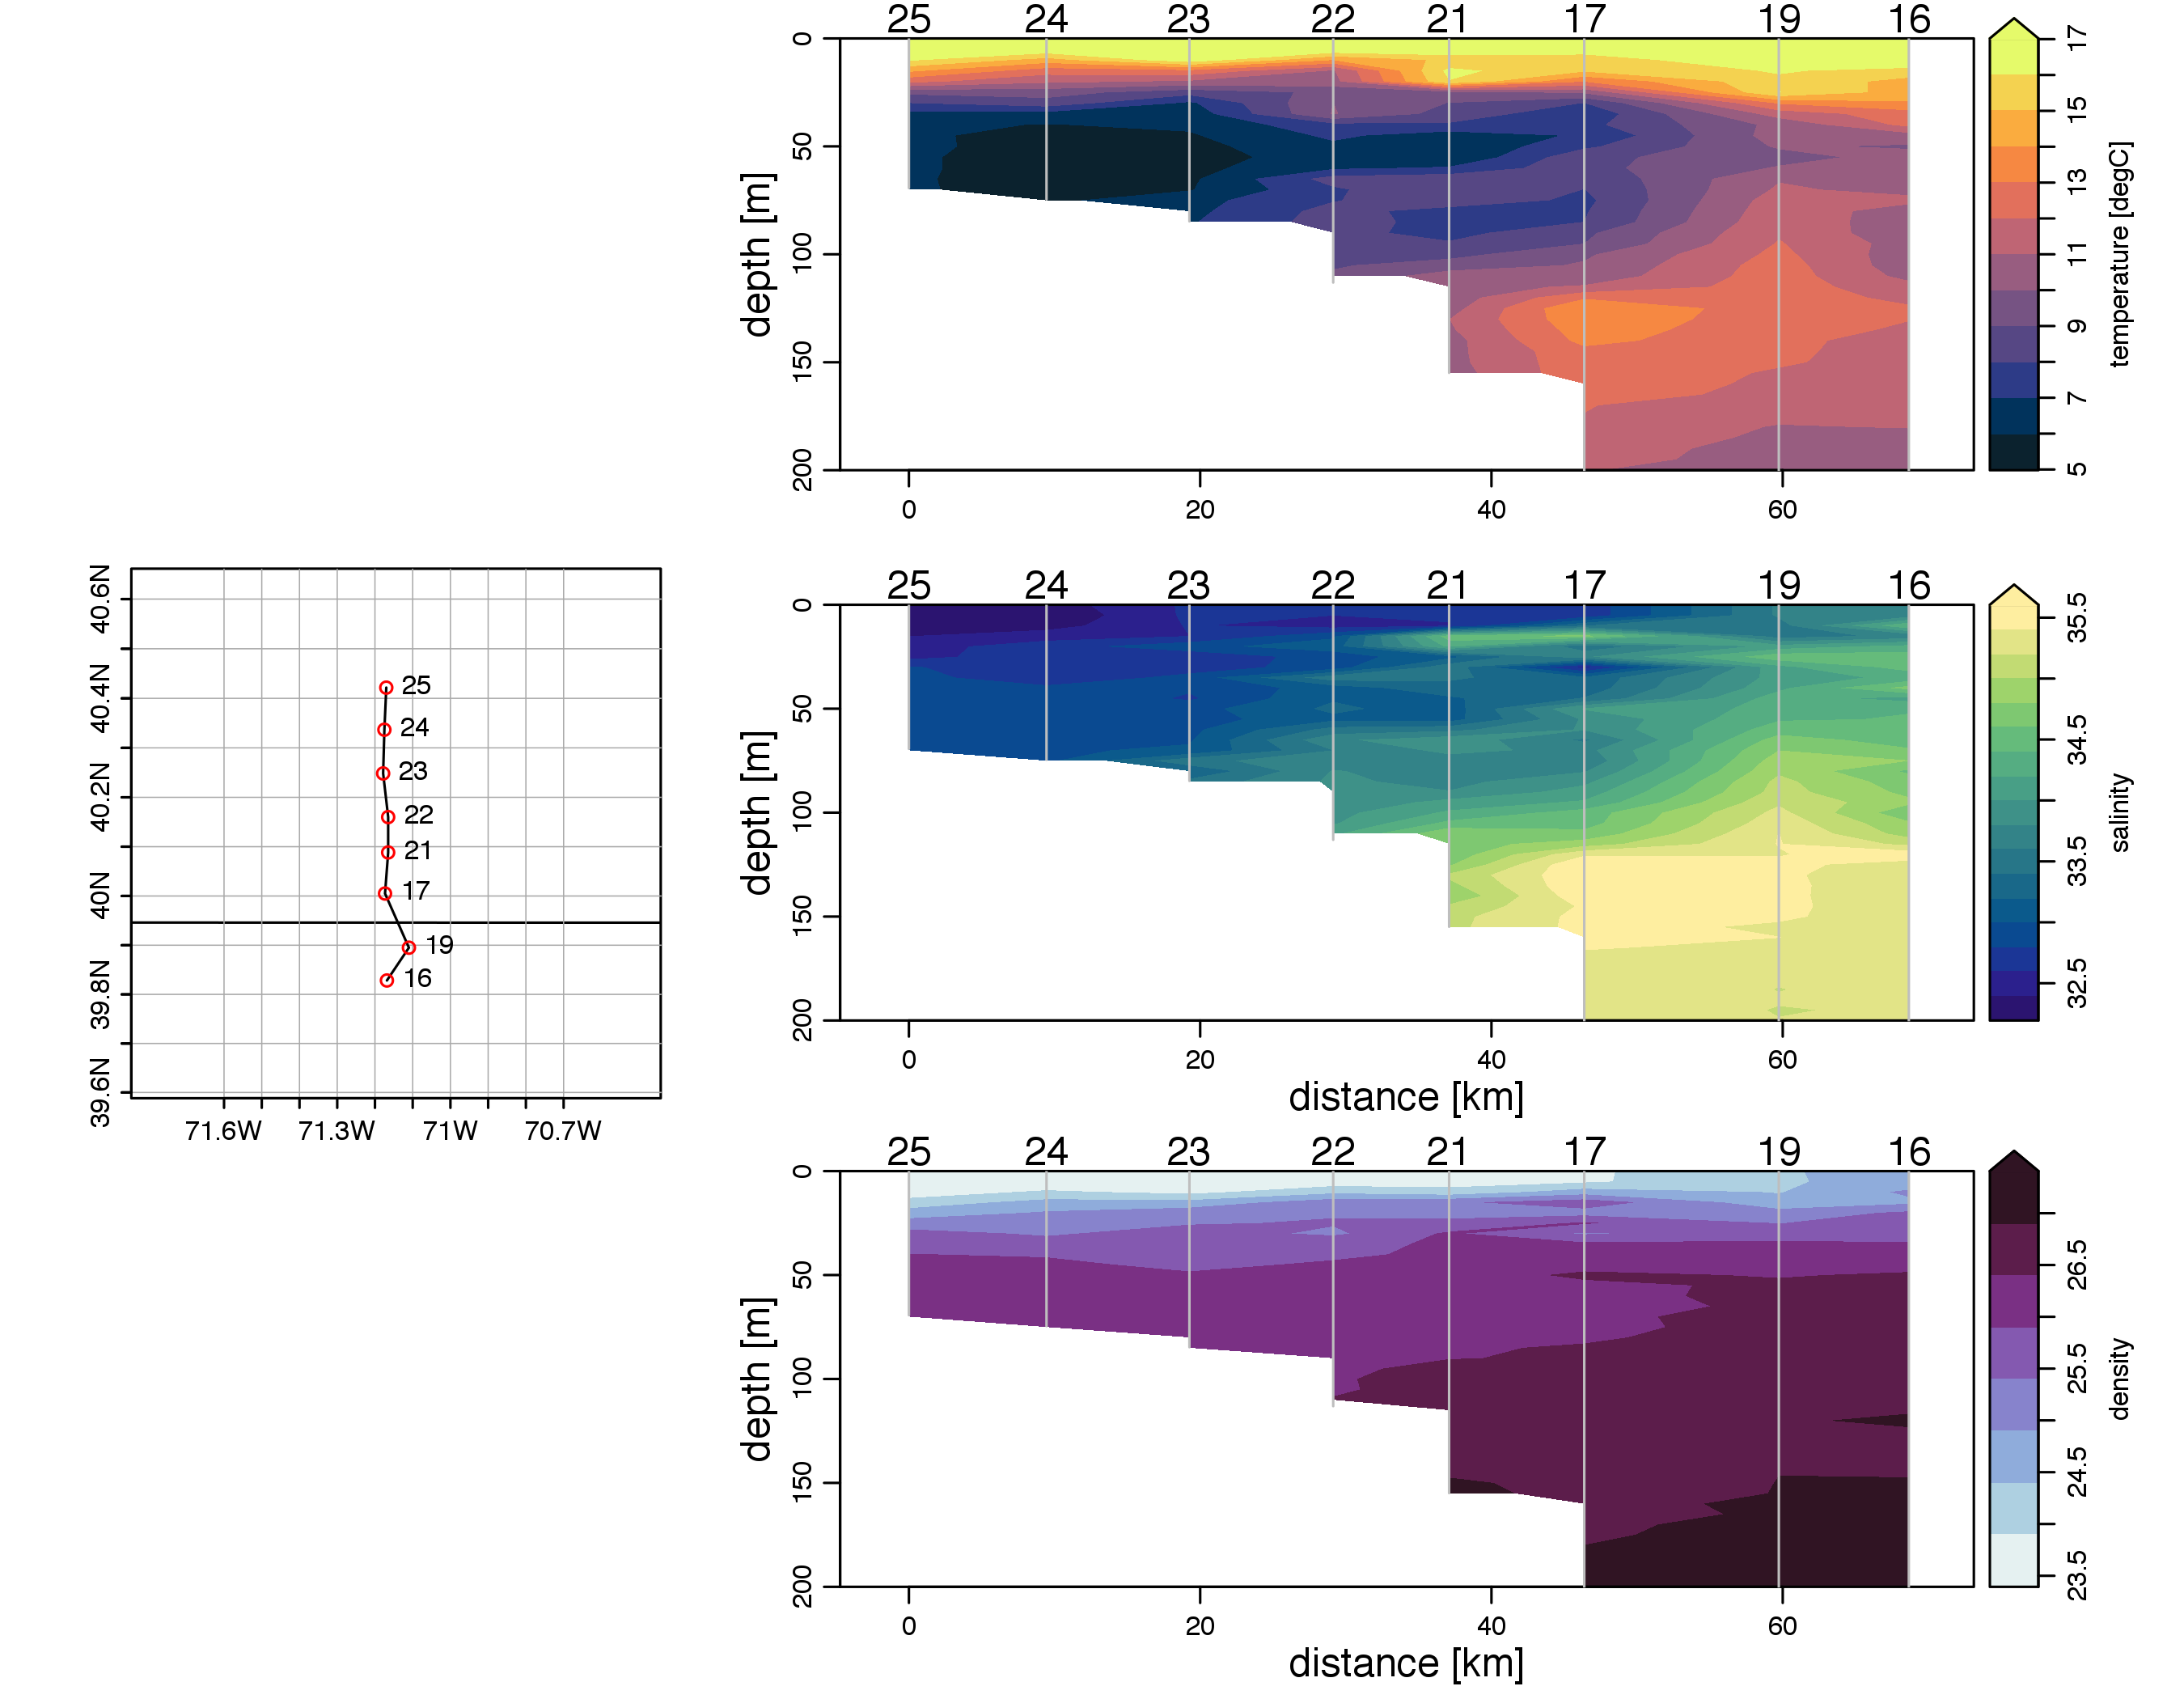 25 24 23 22 21 17 19 16
0
50
100
150
200
depth [m]
0 20 40 60
17
15
13
11
9
7
5
temperature [degC]
40.6N
40.4N
40.2N
40N
39.8N
39.6N
25
24
23
22
21
17
19
16
71.6W 71.3W 71W 70.7W
25 24 23 22 21 17 19 16
0
50
100
150
200
depth [m]
0 20 40 60
distance [km]
35.5
34.5
33.5
32.5
salinity
25 24 23 22 21 17 19 16
0
50
100
150
200
depth [m]
0 20 40 60
distance [km]
26.5
25.5
24.5
23.5
density